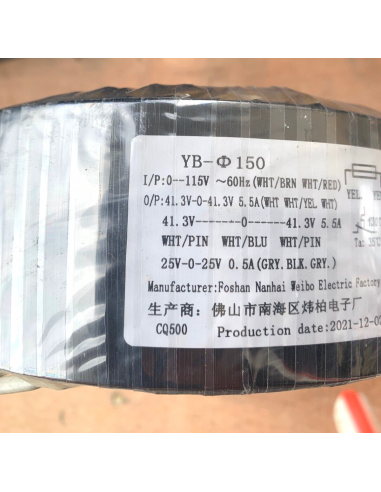 YB-Φ150
I/P:0--115V ~60Hz(WHT/BRN WHT/RED)
O/P:41.3V-0-41.3V 5.5A(WHT WHT/YEL WHT)
41.3V-------0-------41.3V 5.5A
WHT/PIN WHT/BLU WHT/PIN
25V-0-25V 0.5A(GRY.BLK.GRY.)
Manufacturer:Foshan Nanhai Weibo Electric Factory
生产商: 佛山市南海区炜柏电子厂
CQ500 Production date:2021-12-02
YEL